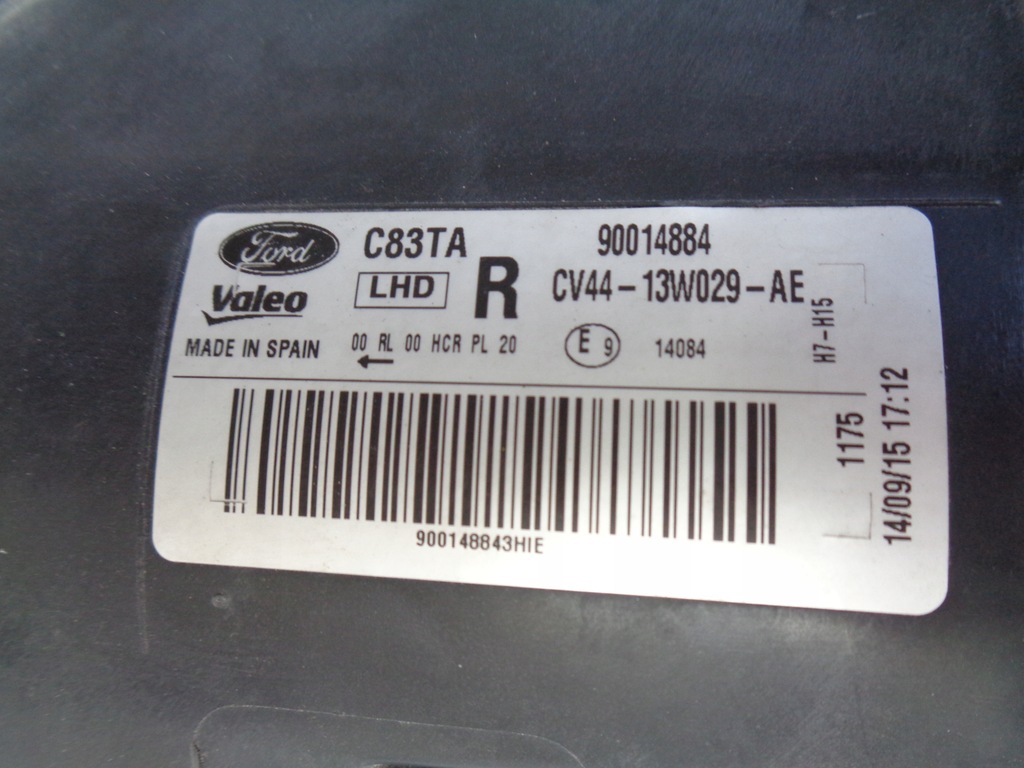 Ford C83TA 90014884
Valeo LHD R CV44-13W029-AE
MADE IN SPAIN 00 RL 00 HCR PL 20 E 9 14084
H7-H15
1175
14/09/15 17:12
900148843HIE